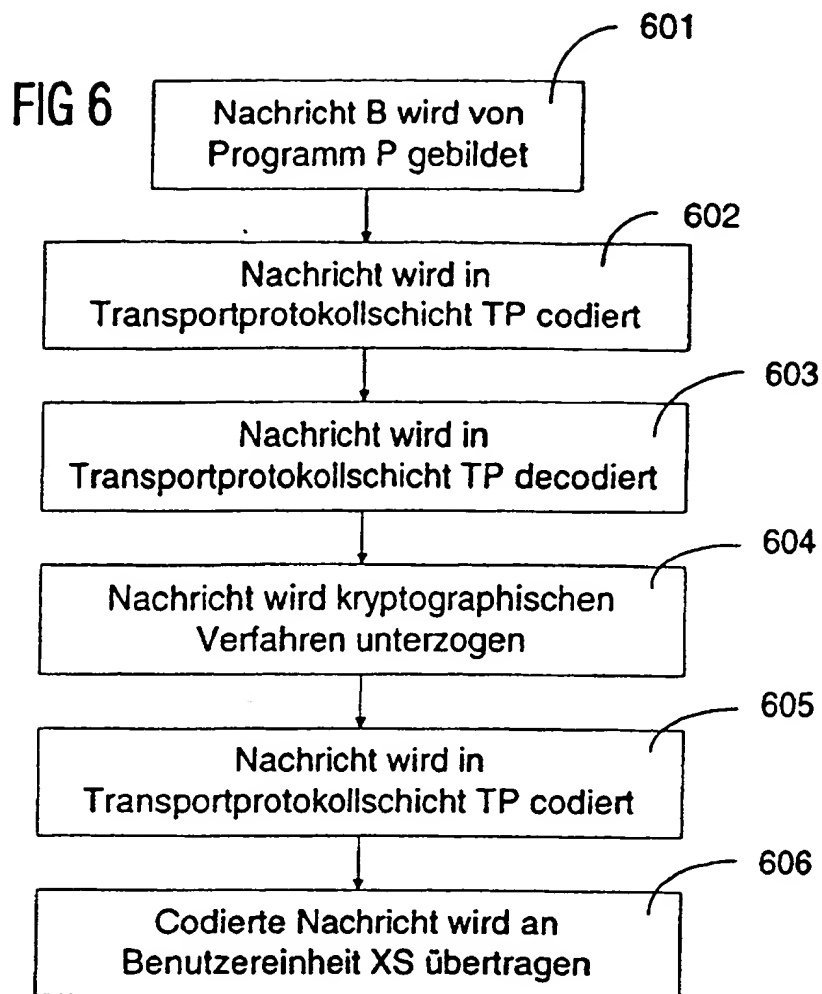 FIG 6
601
Nachricht B wird von
Programm P gebildet
602
Nachricht wird in
Transportprotokollschicht TP codiert
603
Nachricht wird in
Transportprotokollschicht TP decodiert
604
Nachricht wird kryptographischen
Verfahren unterzogen
605
Nachricht wird in
Transportprotokollschicht TP codiert
606
Codierte Nachricht wird an
Benutzereinheit XS übertragen